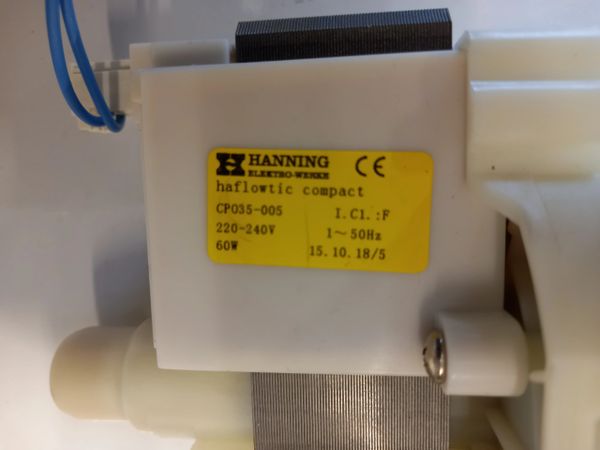 HANNING CE
ELEKTRO-WERKE
haflowtic compact
CP035-005 I.Cl.:F
220-240V 1~50Hz
60W 15.10.18/5